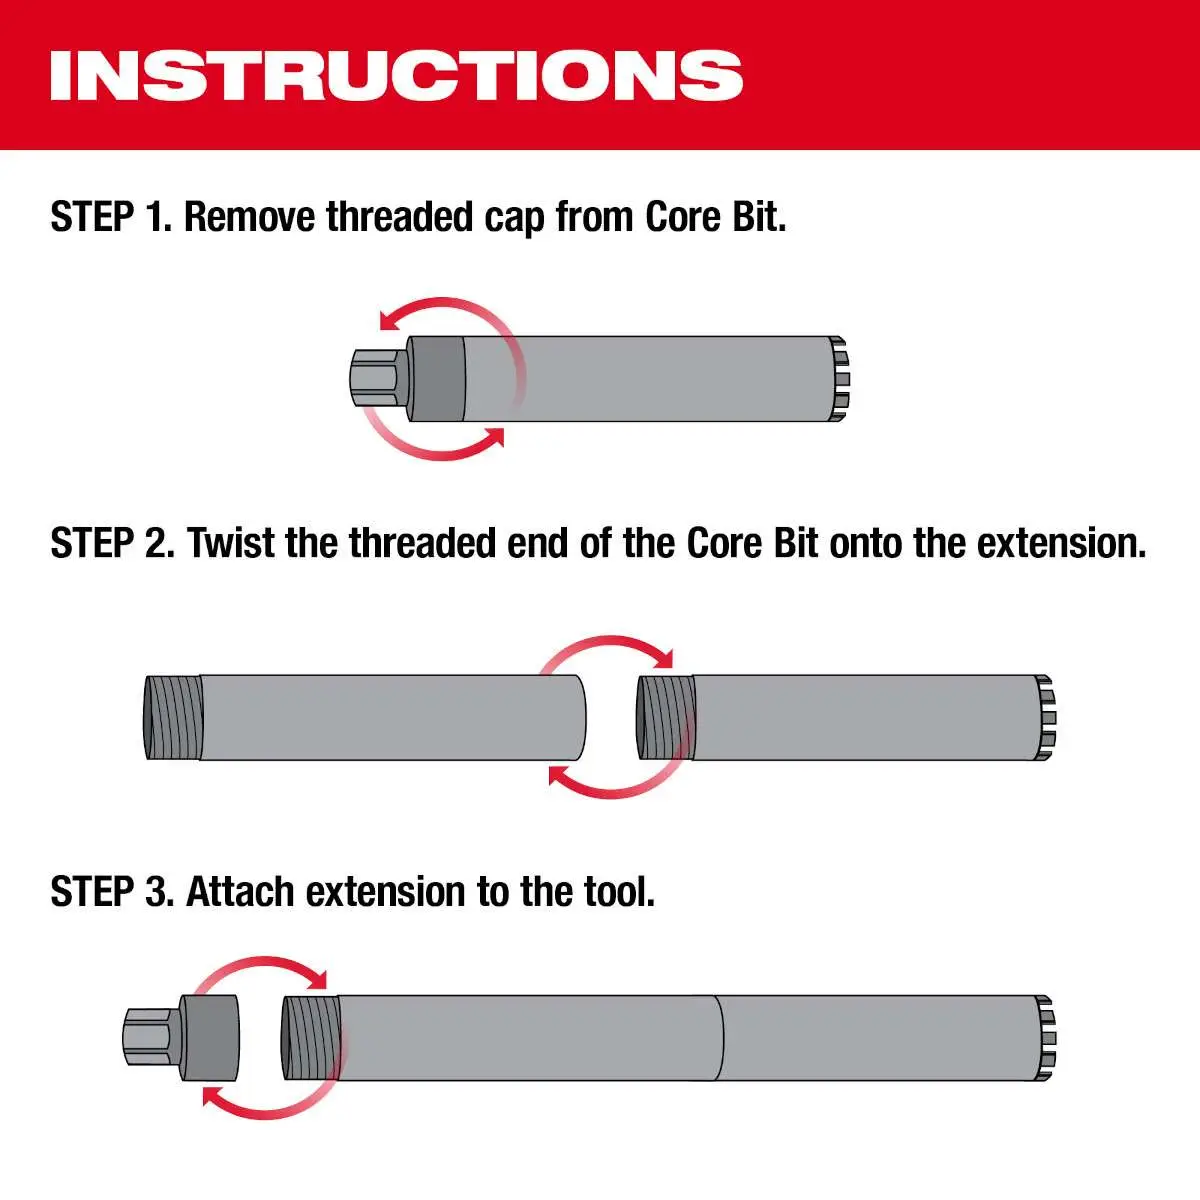 INSTRUCTIONS
STEP 1. Remove threaded cap from Core Bit.
STEP 2. Twist the threaded end of the Core Bit onto the extension.
STEP 3. Attach extension to the tool.